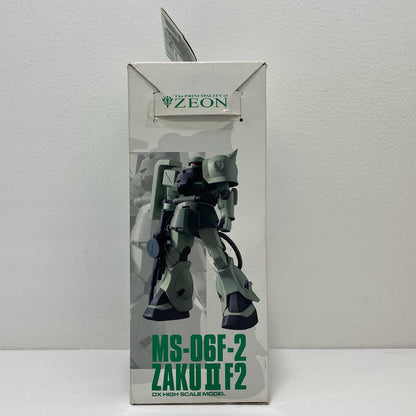 The PRINCIPALITY of
ZEON
MS-06F-2
ZAKU II F2
DX HIGH SCALE MODEL